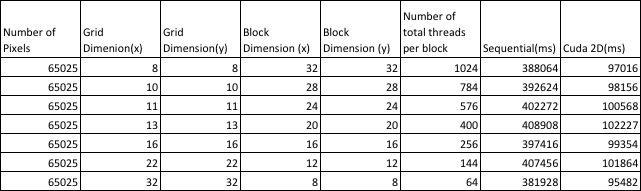 Number of Pixels Grid Dimenion(x) Grid Dimension(y) Block Dimension (x) Block Dimension (y) Number of total threads per block Sequential(ms) Cuda 2D(ms)
65025 8 8 32 32 1024 388064 97016
65025 10 10 28 28 784 392624 98156
65025 11 11 24 24 576 402272 100568
65025 13 13 20 20 400 408908 102227
65025 16 16 16 16 256 397416 99354
65025 22 22 12 12 144 407456 101864
65025 32 32 8 8 64 381928 95482